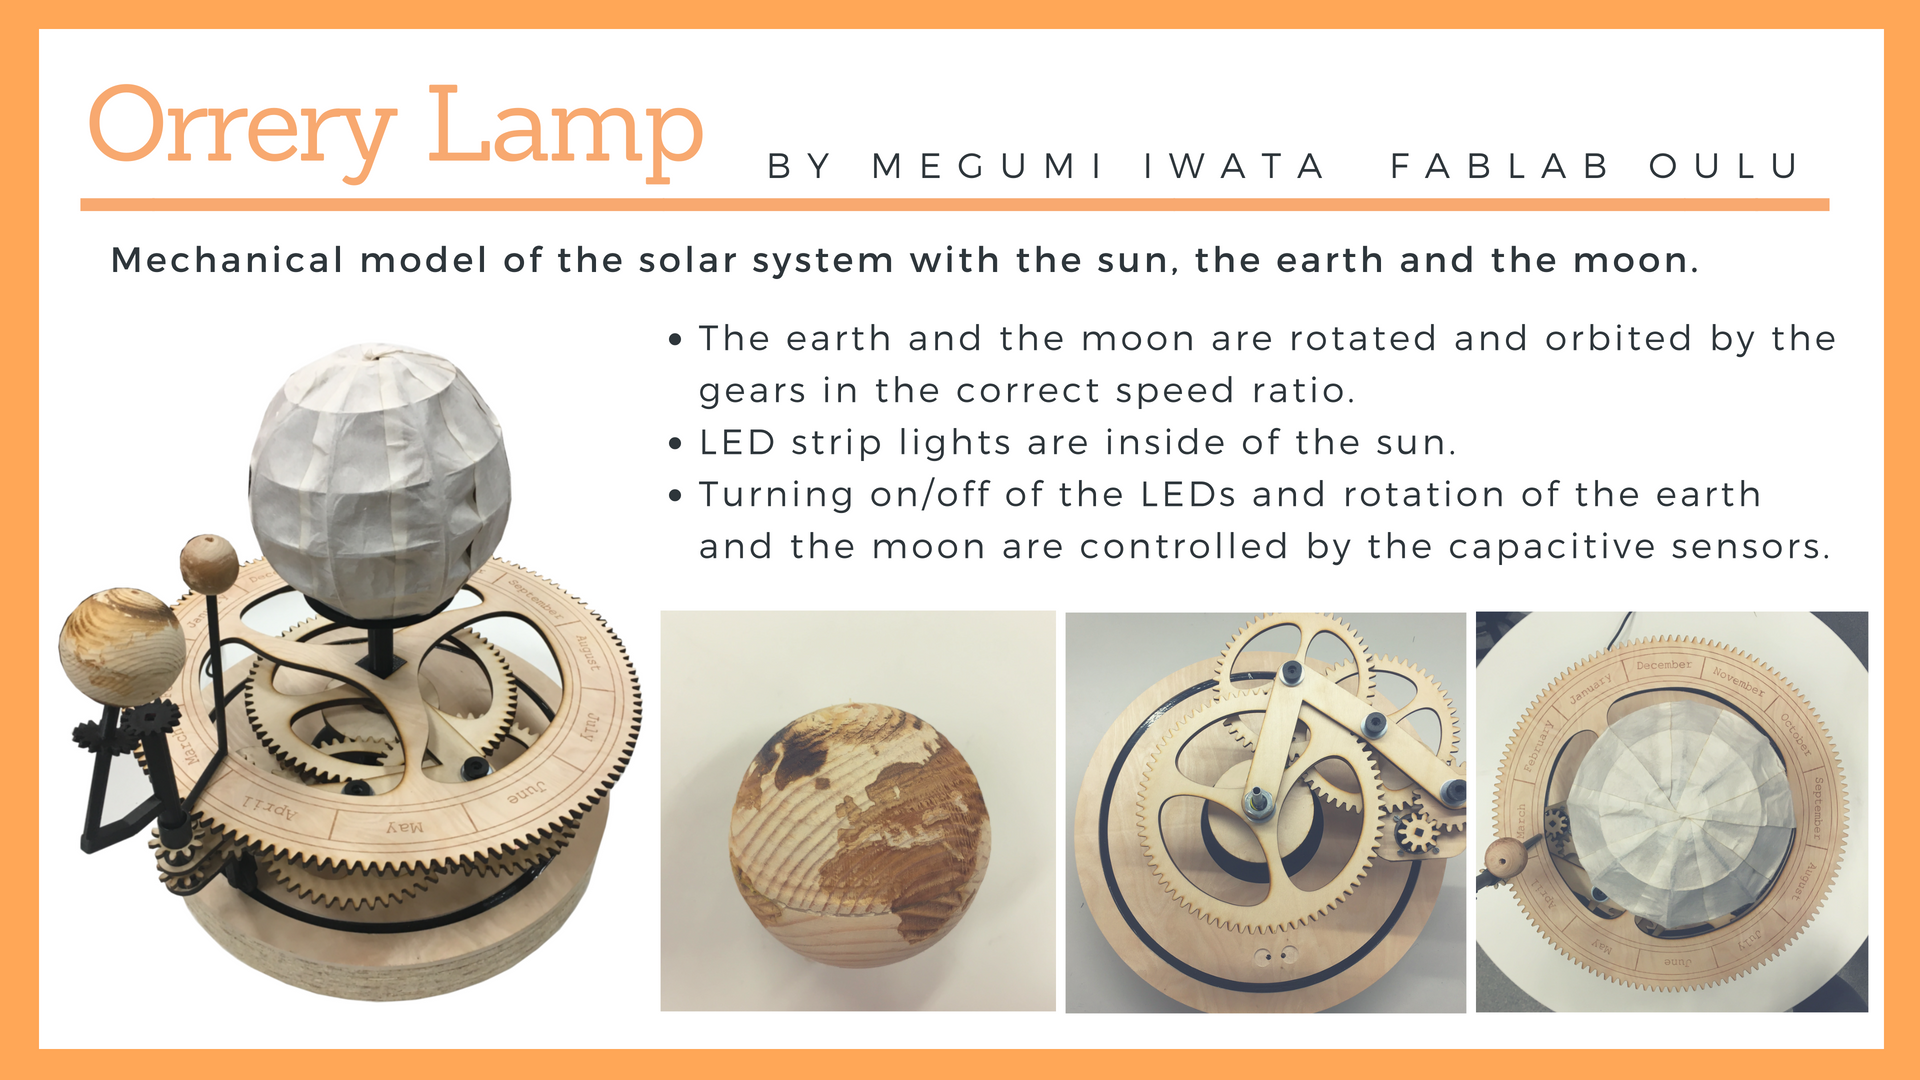 Orrery Lamp
BY MEGUMI IWATA FABLAB OULU
Mechanical model of the solar system with the sun, the earth and the moon.
• The earth and the moon are rotated and orbited by the
gears in the correct speed ratio.
• LED strip lights are inside of the sun.
• Turning on/off of the LEDs and rotation of the earth
and the moon are controlled by the capacitive sensors.
September
August
July
June
May
April
March
December
November
October
September
August
July
June
May
April
March
February
January